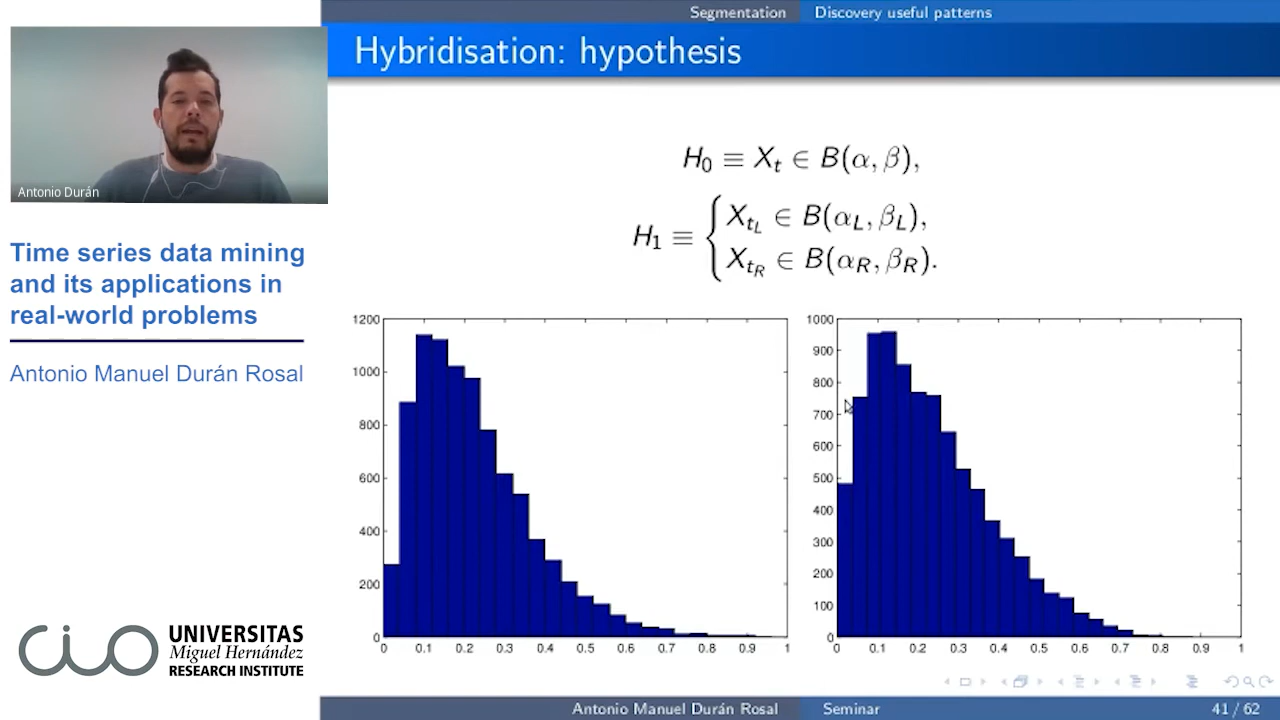 Segmentation Discovery useful patterns
Hybridisation: hypothesis
Antonio Durán
Time series data mining
and its applications in
real-world problems
Antonio Manuel Durán Rosal
H₀ ≡ Xₜ ∈ B(α, β),
H₁ ≡ { X_{t_L} ∈ B(α_L, β_L),
X_{t_R} ∈ B(α_R, β_R).
1200
1000
800
600
400
200
0
0 0.1 0.2 0.3 0.4 0.5 0.6 0.7 0.8 0.9 1
1000
900
800
700
600
500
400
300
200
100
0
0 0.1 0.2 0.3 0.4 0.5 0.6 0.7 0.8 0.9 1
CIO
UNIVERSITAS
Miguel Hernández
RESEARCH INSTITUTE
Antonio Manuel Durán Rosal Seminar 41 / 62